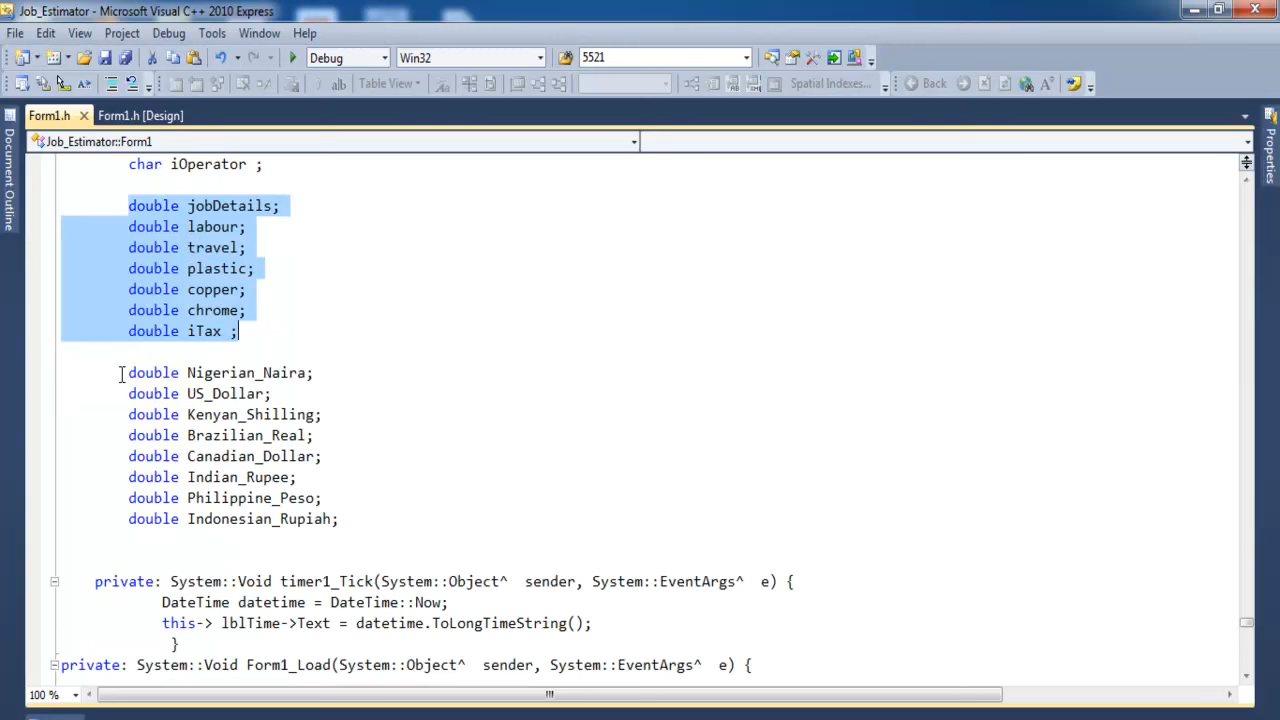 Job_Estimator - Microsoft Visual C++ 2010 Express
File Edit View Project Debug Tools Window Help
Debug Win32 5521
ab Table View Spatial Indexes... Back
Form1.h Form1.h [Design]
Job_Estimator::Form1
Document Outline
Properties
char iOperator ;
double jobDetails;
double labour;
double travel;
double plastic;
double copper;
double chrome;
double iTax ;
double Nigerian_Naira;
double US_Dollar;
double Kenyan_Shilling;
double Brazilian_Real;
double Canadian_Dollar;
double Indian_Rupee;
double Philippine_Peso;
double Indonesian_Rupiah;
private: System::Void timer1_Tick(System::Object^  sender, System::EventArgs^  e) {
DateTime datetime = DateTime::Now;
this-> lblTime->Text = datetime.ToLongTimeString();
}
private: System::Void Form1_Load(System::Object^  sender, System::EventArgs^  e) {
100 %